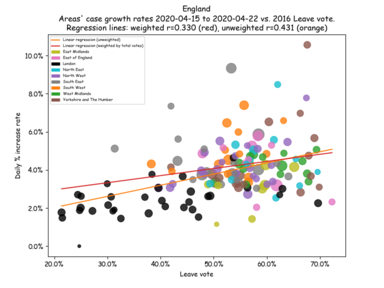 England
Areas' case growth rates 2020-04-15 to 2020-04-22 vs. 2016 Leave vote.
Regression lines: weighted r=0.330 (red), unweighted r=0.431 (orange)
Linear regression (unweighted)
Linear regression (weighted by total votes)
East Midlands
East of England
London
North East
North West
South East
South West
West Midlands
Yorkshire and The Humber
Daily % increase rate
10.0%
8.0%
6.0%
4.0%
2.0%
0.0%
20.0% 30.0% 40.0% 50.0% 60.0% 70.0%
Leave vote